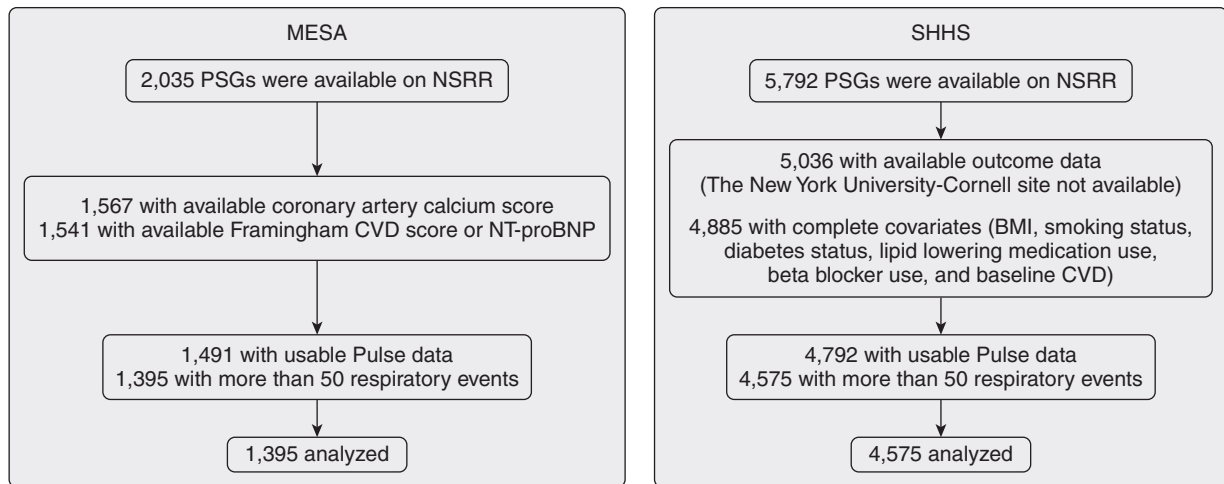 MESA
2,035 PSGs were available on NSRR
1,567 with available coronary artery calcium score
1,541 with available Framingham CVD score or NT-proBNP
1,491 with usable Pulse data
1,395 with more than 50 respiratory events
1,395 analyzed
SHHS
5,792 PSGs were available on NSRR
5,036 with available outcome data
(The New York University-Cornell site not available)
4,885 with complete covariates (BMI, smoking status,
diabetes status, lipid lowering medication use,
beta blocker use, and baseline CVD)
4,792 with usable Pulse data
4,575 with more than 50 respiratory events
4,575 analyzed